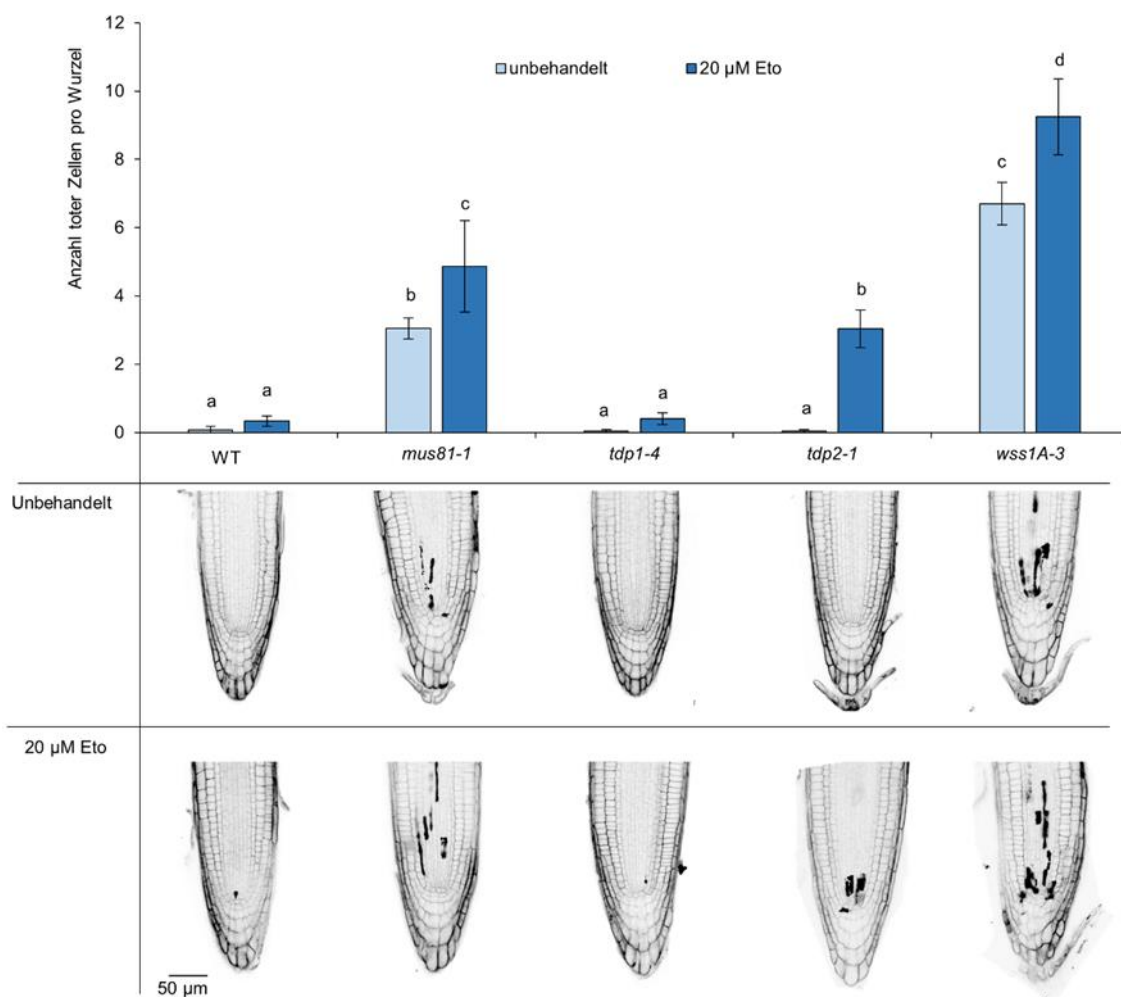 Anzahl toter Zellen pro Wurzel
12
10
8
6
4
2
0
unbehandelt 20 µM Eto
a a b c a a a b c d
WT mus81-1 tdp1-4 tdp2-1 wss1A-3
Unbehandelt
20 µM Eto
50 µm